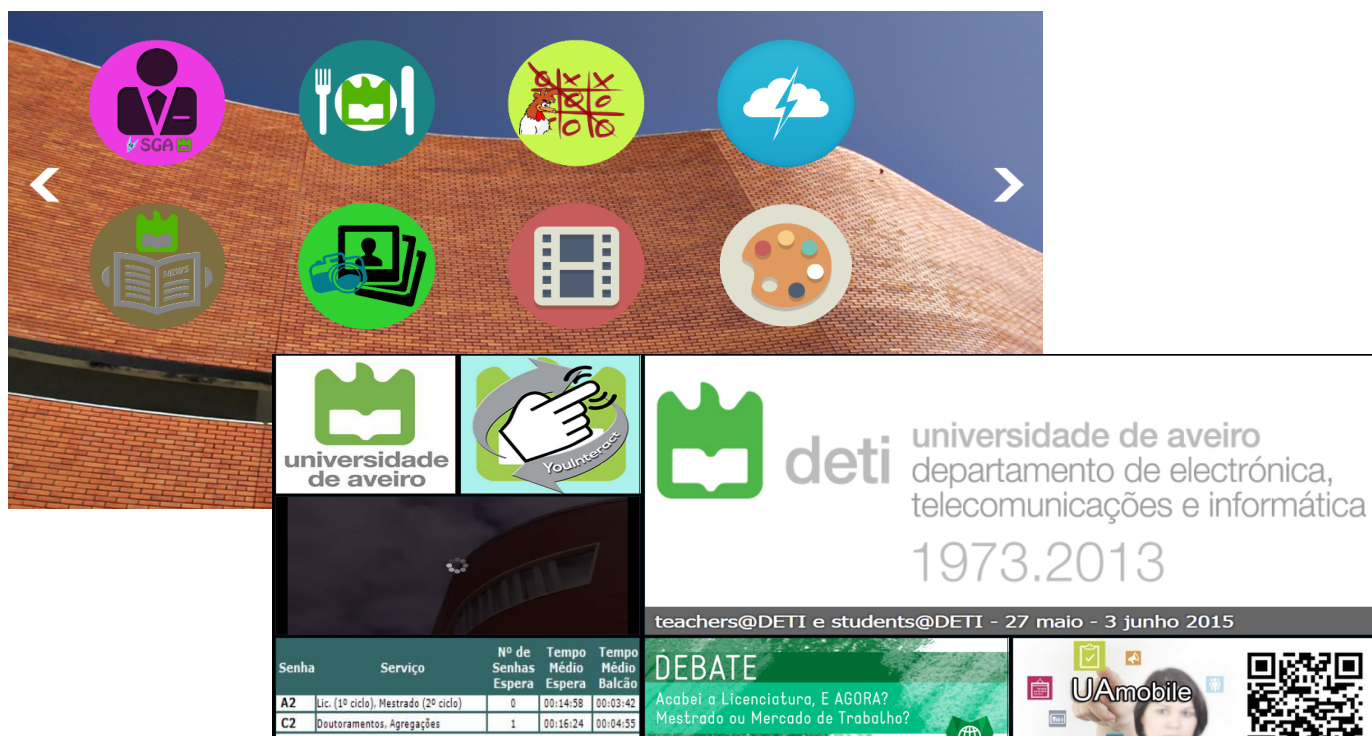 SGA
NEWS
universidade
de aveiro
YouInteract
deti
universidade de aveiro
departamento de electrónica,
telecomunicações e informática
1973.2013
teachers@DETI e students@DETI - 27 maio - 3 junho 2015
Senha Serviço Nº de Senhas Espera Tempo Médio Espera Tempo Médio Balcão
A2 Lic. (1º ciclo), Mestrado (2º ciclo) 0 00:14:58 00:03:42
C2 Doutoramentos, Agregações 1 00:16:24 00:04:55
DEBATE
Acabei a Licenciatura, E AGORA?
Mestrado ou Mercado de Trabalho?
UAmobile